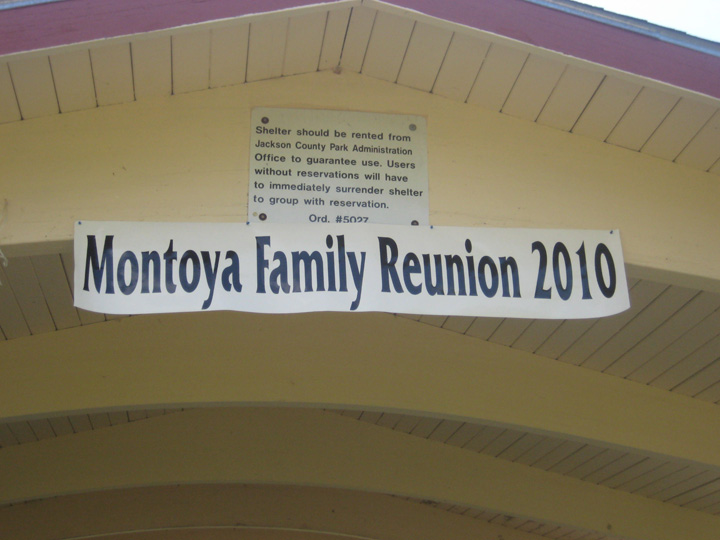 Shelter should be rented from
Jackson County Park Administration
Office to guarantee use. Users
without reservations will have
to immediately surrender shelter
to group with reservation.
Ord. #5027
Montoya Family Reunion 2010